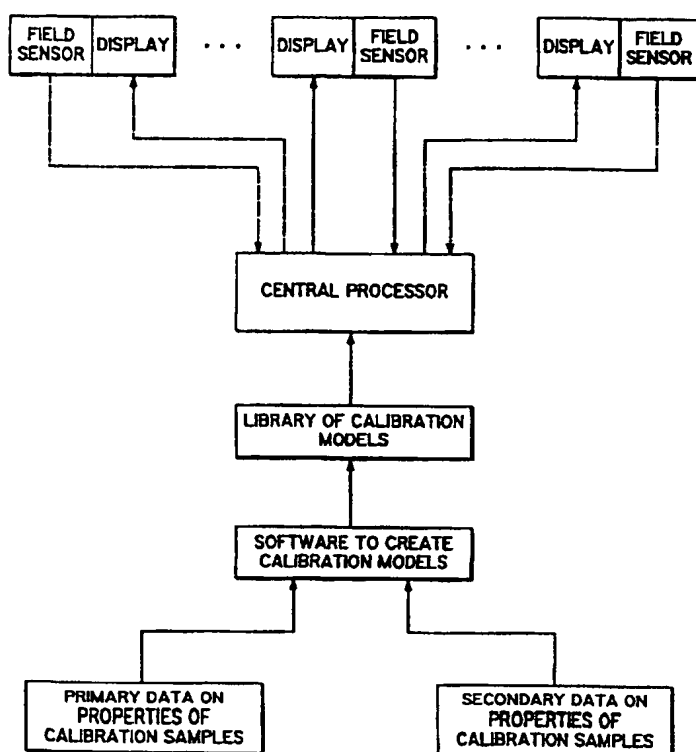 FIELD SENSOR DISPLAY . . . DISPLAY FIELD SENSOR . . . DISPLAY FIELD SENSOR
CENTRAL PROCESSOR
LIBRARY OF CALIBRATION
MODELS
SOFTWARE TO CREATE
CALIBRATION MODELS
PRIMARY DATA ON
PROPERTIES OF
CALIBRATION SAMPLES
SECONDARY DATA ON
PROPERTIES OF
CALIBRATION SAMPLES